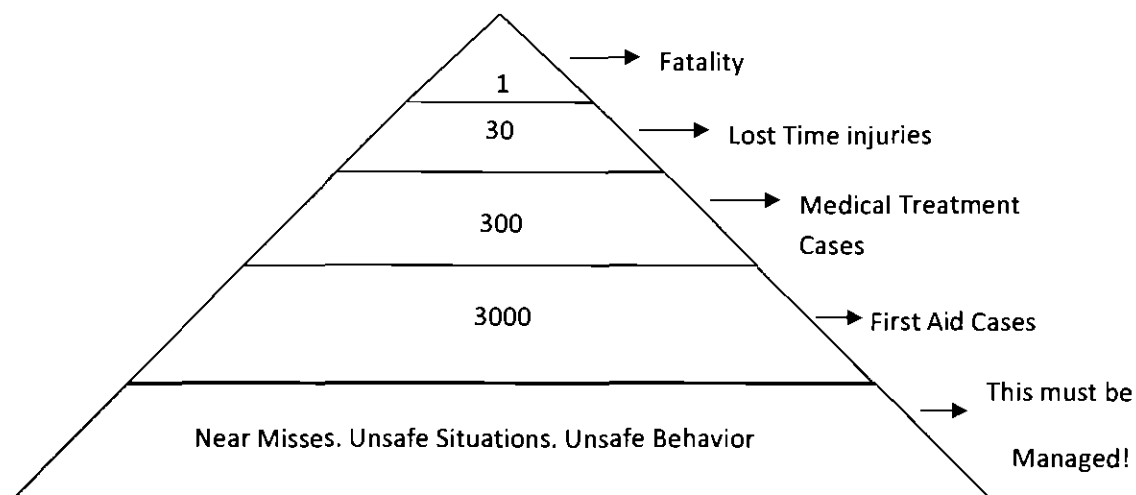 1
Fatality
30
Lost Time injuries
300
Medical Treatment
Cases
3000
First Aid Cases
Near Misses. Unsafe Situations. Unsafe Behavior
This must be
Managed!